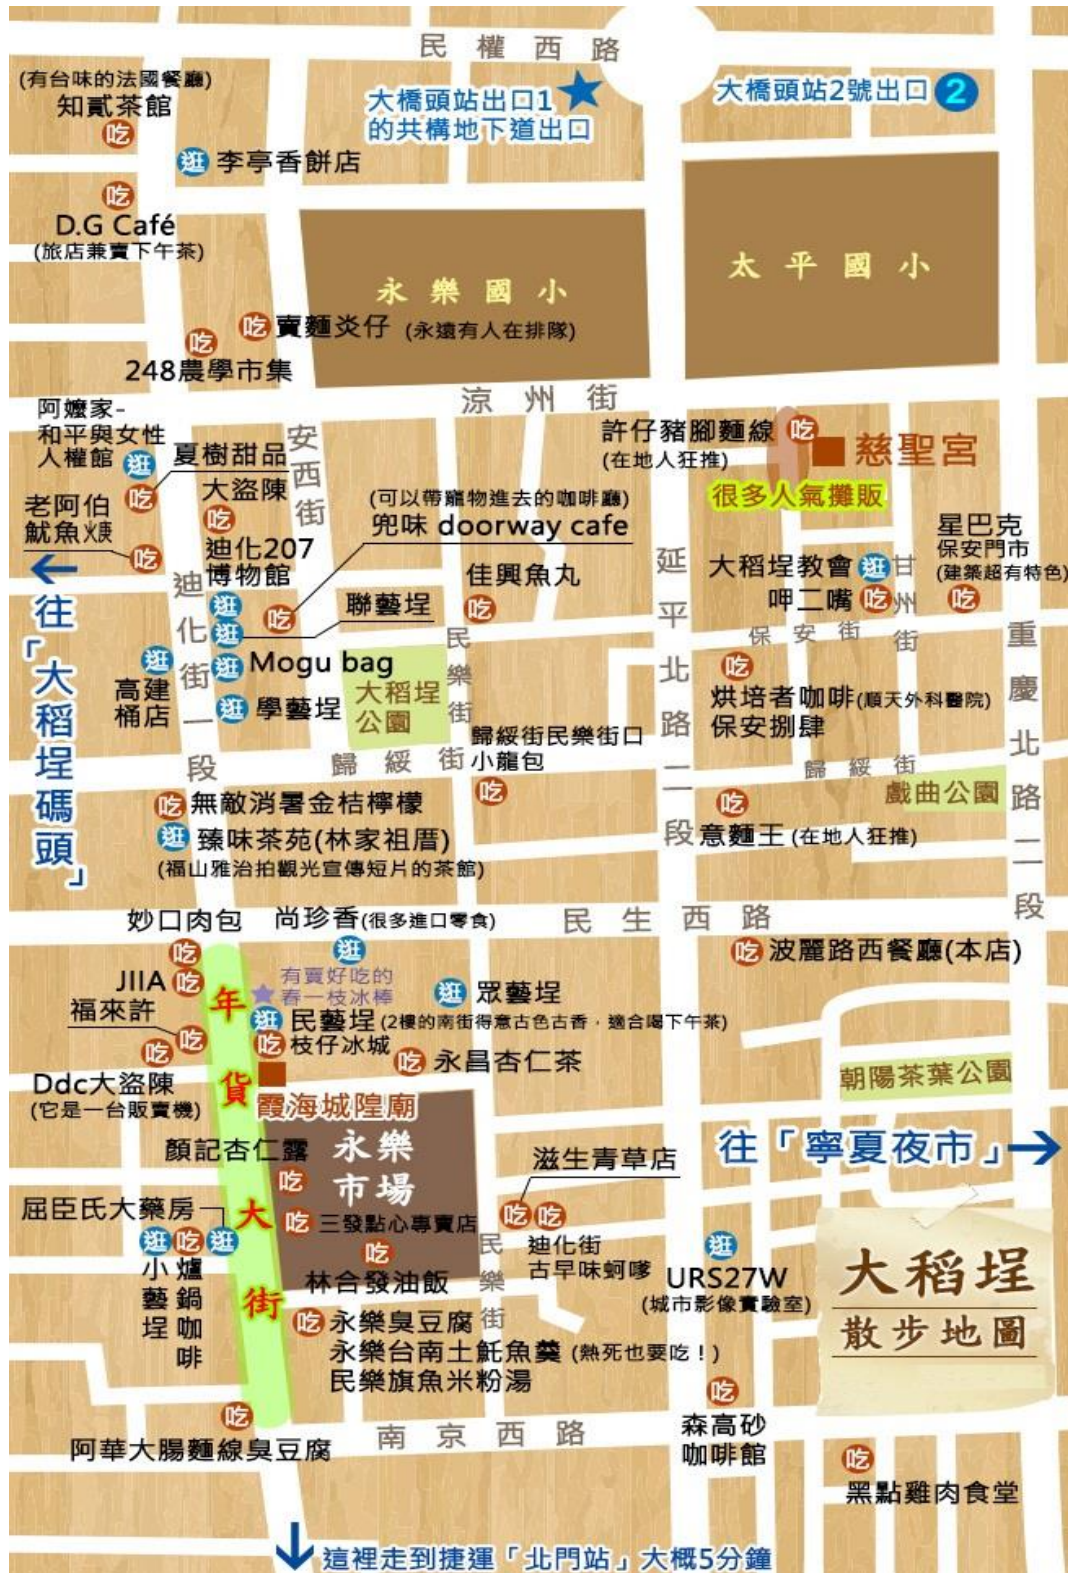 民權西路
(有台味的法國餐廳)
知貳茶館
吃
大橋頭站出口1
的共構地下道出口
大橋頭站2號出口
2
逛 李亭香餅店
吃
D.G Café
(旅店兼賣下午茶)
永樂國小
太平國小
吃 賣麵炎仔 (永遠有人在排隊)
吃
248農學市集
涼州街
阿嬤家-
和平與女性
人權館 逛
安西街
夏樹甜品
吃
大盜陳
吃
老阿伯
魷魚焿
吃
許仔豬腳麵線 吃
(在地人狂推)
慈聖宮
很多人氣攤販
(可以帶寵物進去的咖啡廳)
兜味 doorway cafe
吃
迪化207
博物館
逛
佳興魚丸
吃
星巴克
保安門市
(建築超有特色)
吃
大稻埕教會 逛
呷二嘴 吃
甘州街
往「大稻埕碼頭」
迪化街一段
聯藝埕
逛
逛 Mogu bag
逛 學藝埕
逛
高建
桶店
大稻埕
公園
民樂街
延平北路二段
保安街
重慶北路二段
吃
烘培者咖啡(順天外科醫院)
保安捌肆
歸綏街
歸綏街民樂街口
小龍包
吃
歸綏街
戲曲公園
吃 無敵消暑金桔檸檬
逛 臻味茶苑(林家祖厝)
(福山雅治拍觀光宣傳短片的茶館)
吃
意麵王 (在地人狂推)
民生西路
妙口肉包
吃
尚珍香(很多進口零食)
逛
吃 波麗路西餐廳(本店)
JIIA 吃
福來許
吃
有賣好吃的
春一枝冰棒
逛 眾藝埕
逛 民藝埕 (2樓的南街得意古色古香，適合喝下午茶)
吃 枝仔冰城
吃 永昌杏仁茶
吃
Ddc大盜陳
(它是一台販賣機)
年貨大街
霞海城隍廟
朝陽茶葉公園
往「寧夏夜市」
永樂
市場
顏記杏仁露
吃
吃 三發點心專賣店
吃
林合發油飯
滋生青草店
吃 吃
迪化街
古早味蚵嗲
民樂街
屈臣氏大藥房
逛 吃 逛
小藝埕
爐鍋咖啡
逛
URS27W
(城市影像實驗室)
大稻埕
散步地圖
吃 永樂臭豆腐
永樂台南土魠魚羹 (熱死也要吃！)
民樂旗魚米粉湯
吃
阿華大腸麵線臭豆腐
南京西路
吃
森高砂
咖啡館
吃
黑點雞肉食堂
這裡走到捷運「北門站」大概5分鐘